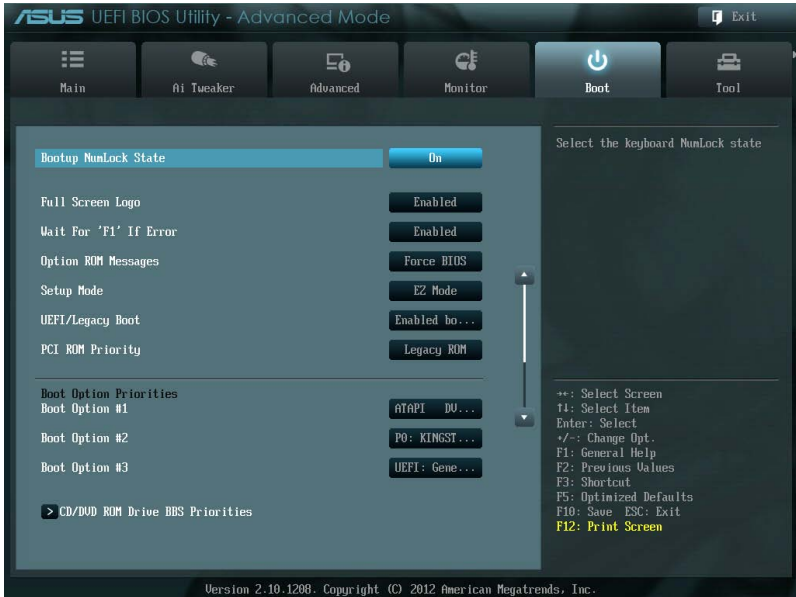 ASUS UEFI BIOS Utility - Advanced Mode
Exit
Main
Ai Tweaker
Advanced
Monitor
Boot
Tool
Bootup NumLock State On
Full Screen Logo Enabled
Wait For 'F1' If Error Enabled
Option ROM Messages Force BIOS
Setup Mode EZ Mode
UEFI/Legacy Boot Enabled bo...
PCI ROM Priority Legacy ROM
Boot Option Priorities
Boot Option #1 ATAPI DV...
Boot Option #2 P0: KINGST...
Boot Option #3 UEFI: Gene...
> CD/DVD ROM Drive BBS Priorities
Select the keyboard NumLock state
→←: Select Screen
↑↓: Select Item
Enter: Select
+/-: Change Opt.
F1: General Help
F2: Previous Values
F3: Shortcut
F5: Optimized Defaults
F10: Save ESC: Exit
F12: Print Screen
Version 2.10.1208. Copyright (C) 2012 American Megatrends, Inc.